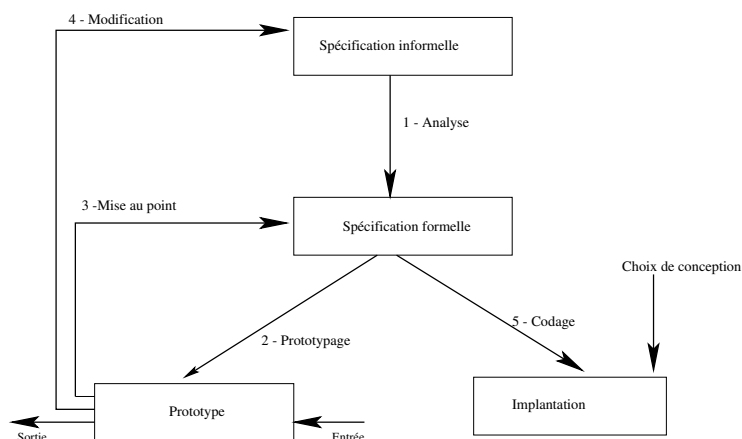 4 - Modification
Spécification informelle
1 - Analyse
3 -Mise au point
Spécification formelle
Choix de conception
5 - Codage
2 - Prototypage
Prototype
Implantation
Sortie
Entrée